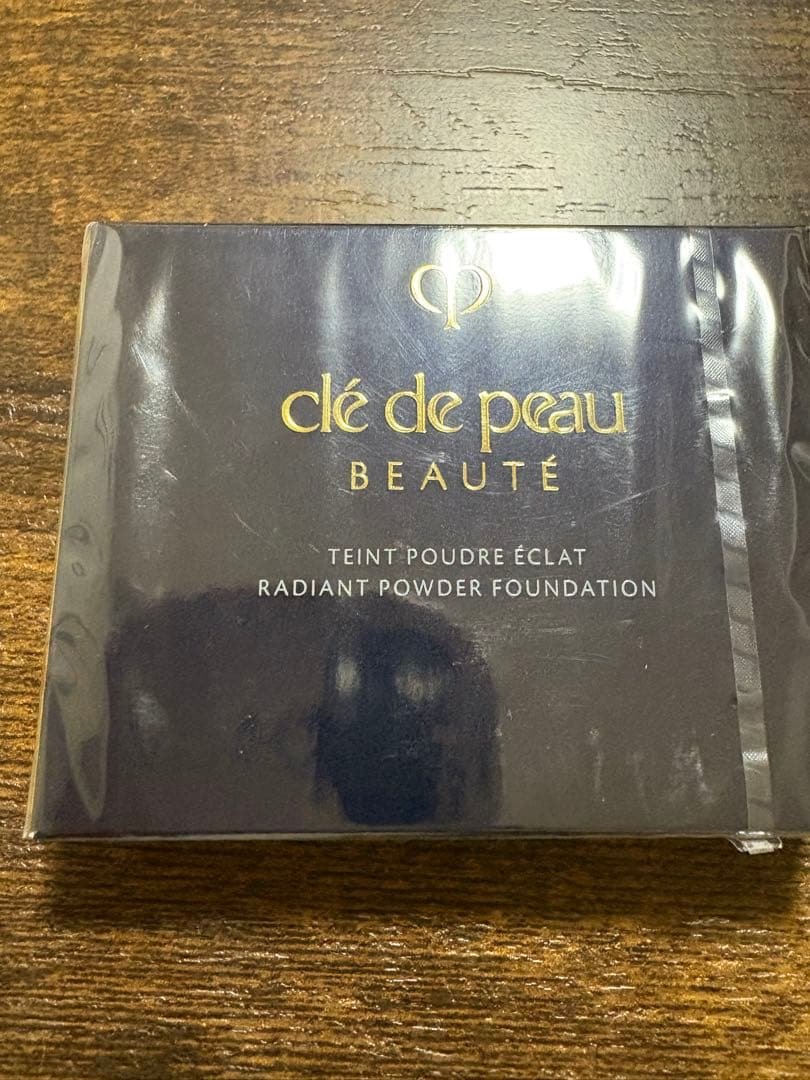 clé de peau
BEAUTÉ
TEINT POUDRE ÉCLAT
RADIANT POWDER FOUNDATION